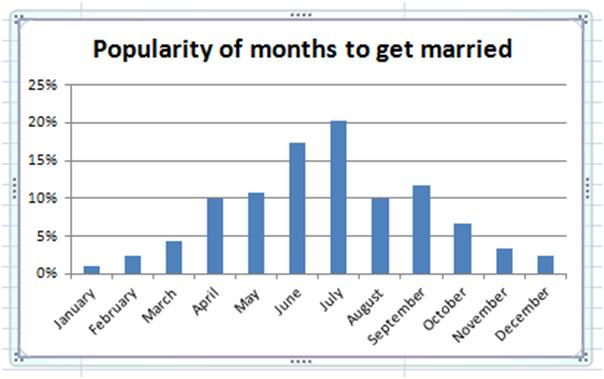 Popularity of months to get married
25%
20%
15%
10%
5%
0%
January
February
March
April
May
June
July
August
September
October
November
December